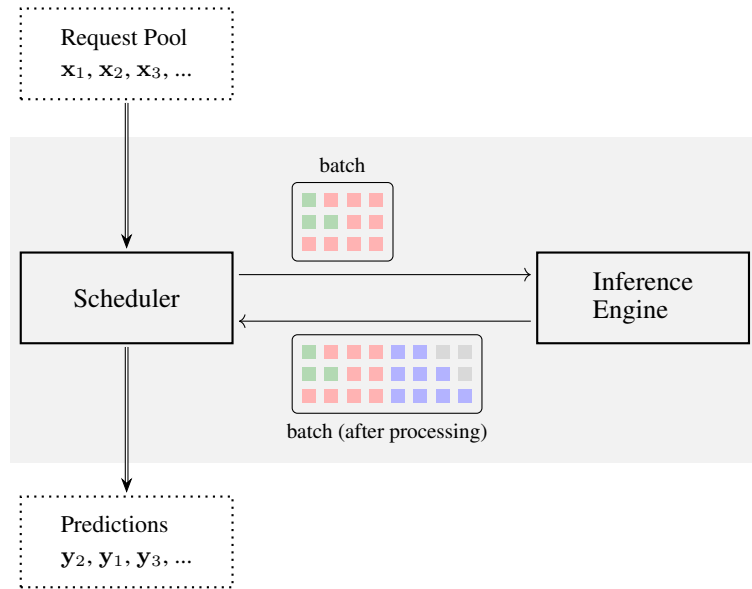 Request Pool
x₁, x₂, x₃, ...
batch
Scheduler
Inference
Engine
batch (after processing)
Predictions
y₂, y₁, y₃, ...